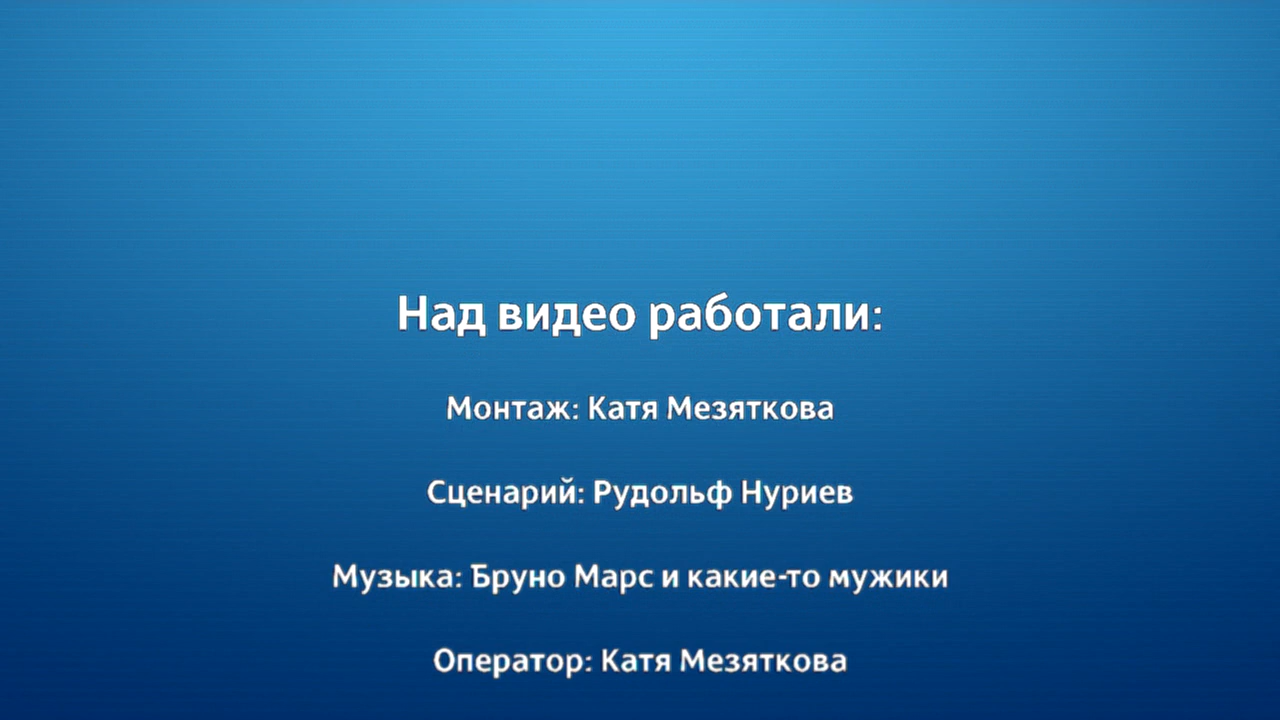 Над видео работали:
Монтаж: Катя Мезяткова
Сценарий: Рудольф Нуриев
Музыка: Бруно Марс и какие-то мужики
Оператор: Катя Мезяткова